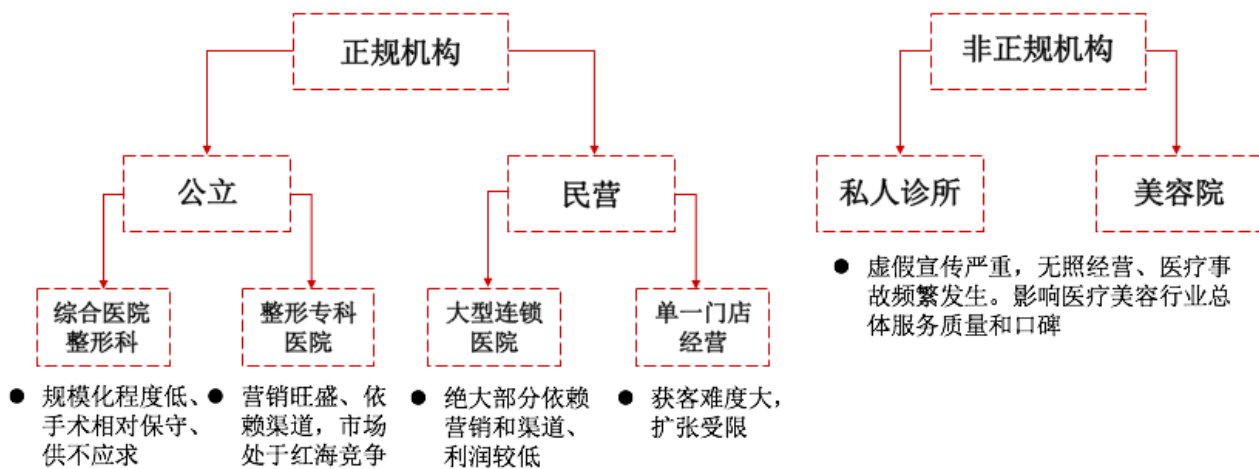 正规机构
非正规机构
公立
民营
私人诊所
美容院
综合医院
整形科
整形专科
医院
大型连锁
医院
单一门店
经营
● 规模化程度低、
手术相对保守、
供不应求
● 营销旺盛、依
赖渠道，市场
处于红海竞争
● 绝大部分依赖
营销和渠道、
利润较低
● 获客难度大，
扩张受限
● 虚假宣传严重，无照经营、医疗事
故频繁发生。影响医疗美容行业总
体服务质量和口碑